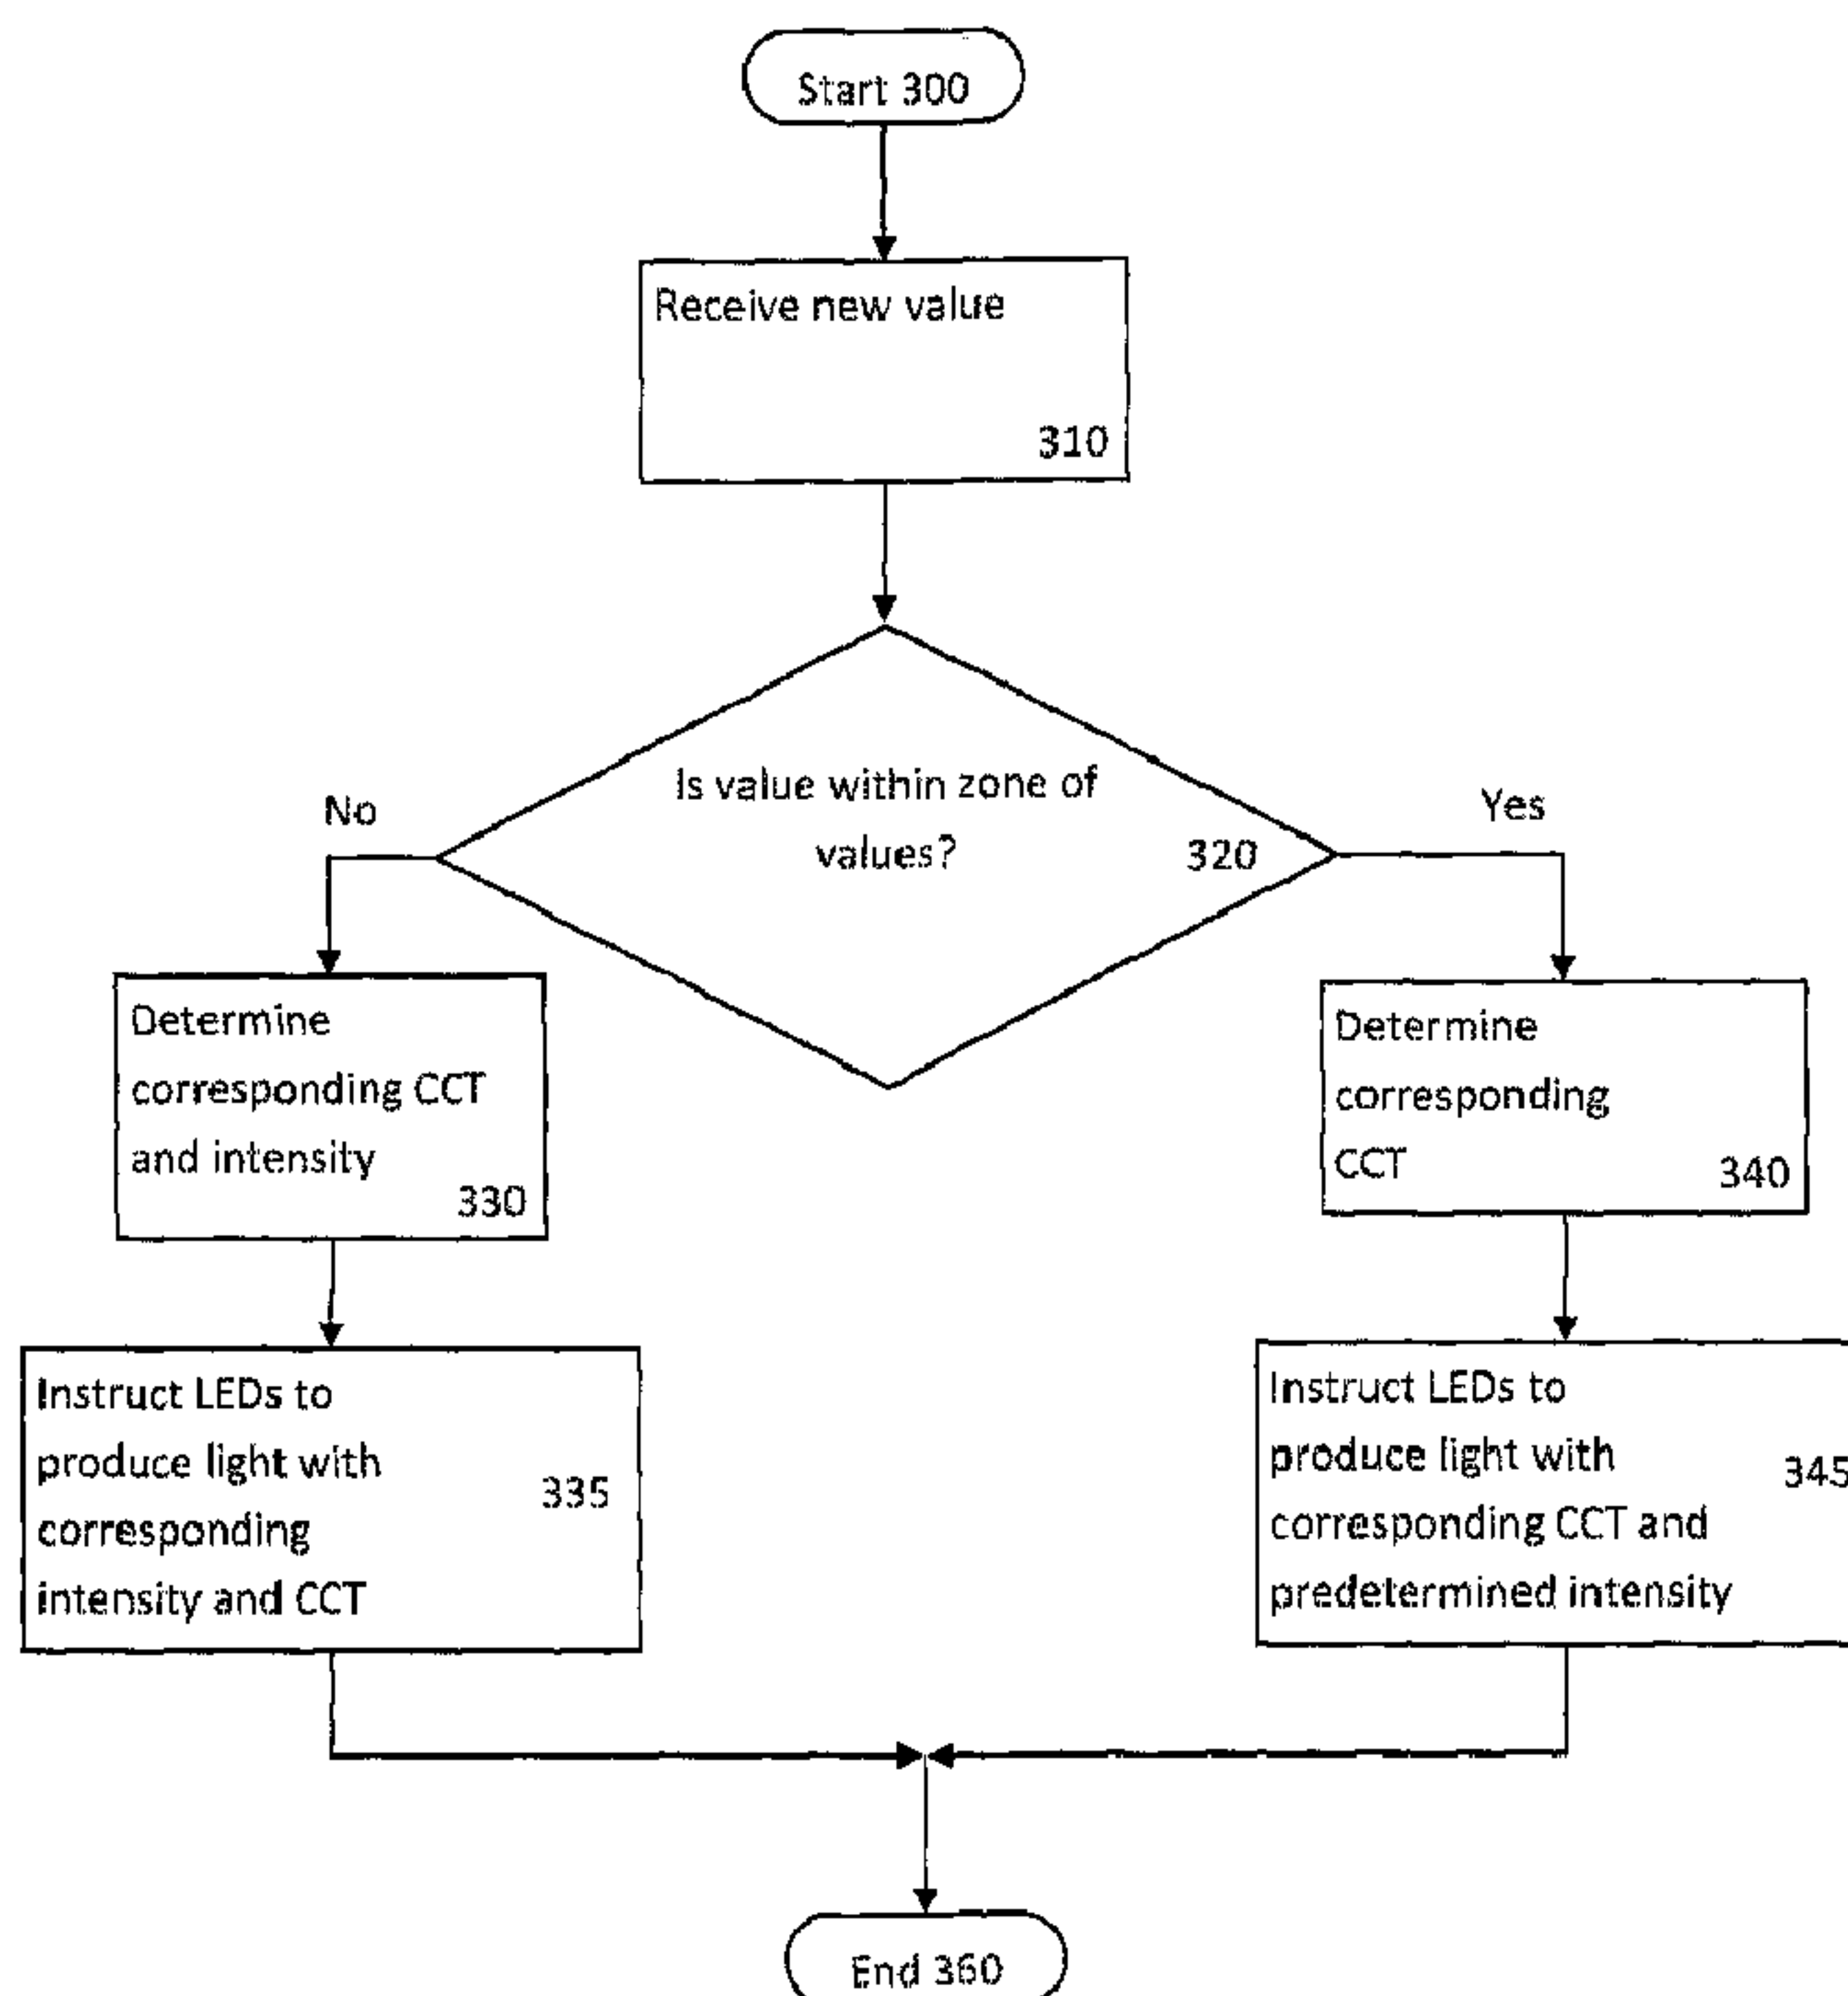 Start 300
Receive new value
310
Is value within zone of
values?
320
No
Yes
Determine
corresponding CCT
and intensity
330
Determine
corresponding
CCT
340
Instruct LEDs to
produce light with
corresponding
intensity and CCT
335
Instruct LEDs to
produce light with
corresponding CCT and
predetermined intensity
345
End 360